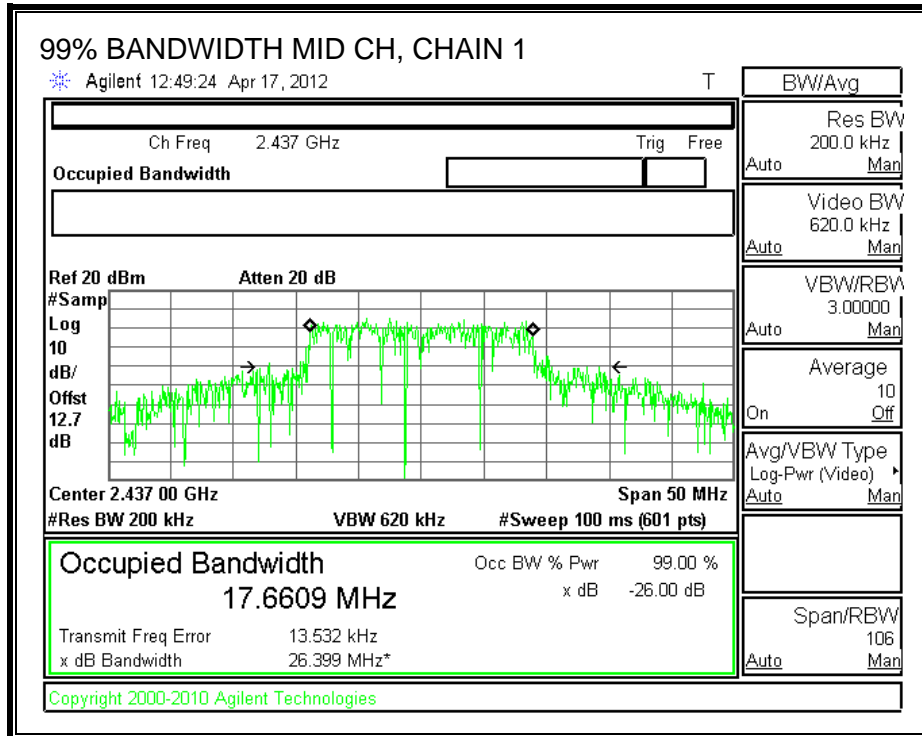 99% BANDWIDTH MID CH, CHAIN 1
Agilent 12:49:24 Apr 17, 2012 T
Ch Freq 2.437 GHz Trig Free
Occupied Bandwidth
Ref 20 dBm Atten 20 dB
#Samp
Log
10
dB/
Offst
12.7
dB
Center 2.437 00 GHz Span 50 MHz
#Res BW 200 kHz VBW 620 kHz #Sweep 100 ms (601 pts)
Occupied Bandwidth
17.6609 MHz
Occ BW % Pwr 99.00 %
x dB -26.00 dB
Transmit Freq Error 13.532 kHz
x dB Bandwidth 26.399 MHz*
Copyright 2000-2010 Agilent Technologies
BW/Avg
Res BW
200.0 kHz
Auto Man
Video BW
620.0 kHz
Auto Man
VBW/RBW
3.00000
Auto Man
Average
10
On Off
Avg/VBW Type
Log-Pwr (Video)
Auto Man
Span/RBW
106
Auto Man